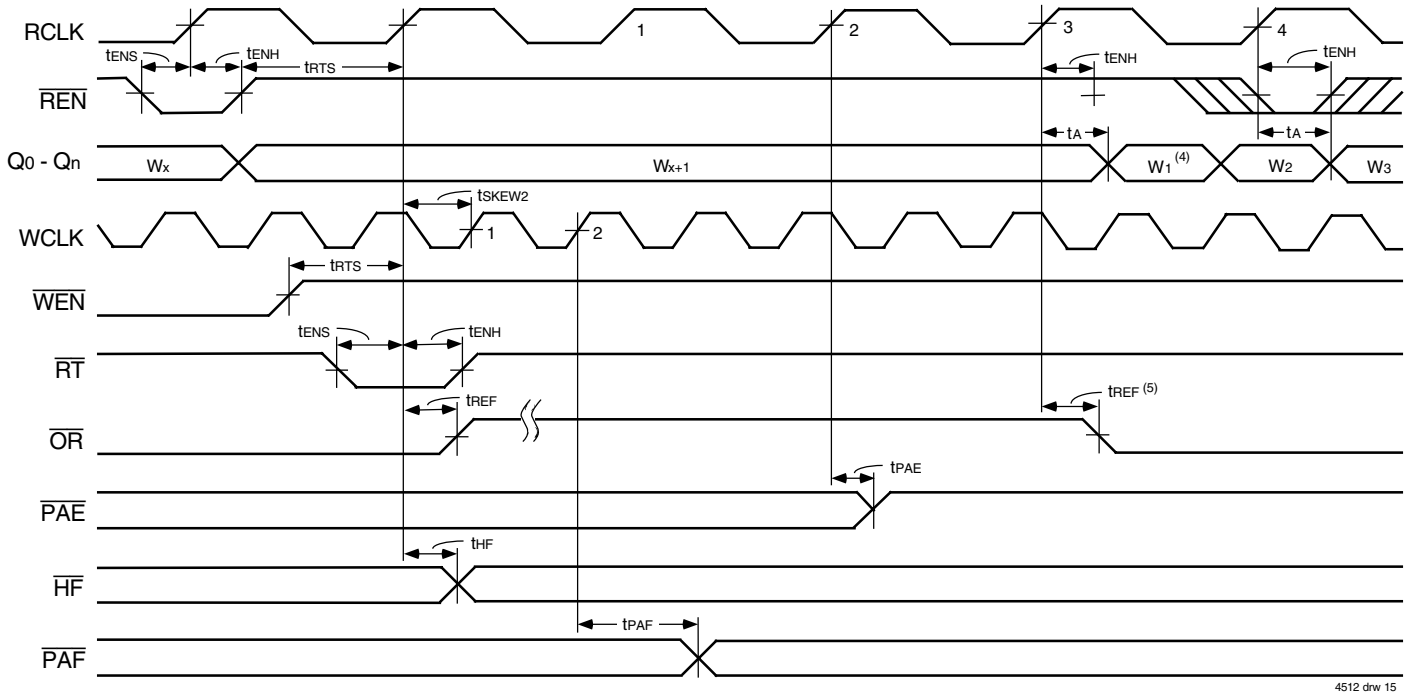 RCLK 1 2 3 4
tENS tENH tRTS tENH tENH
REN
tA tA
Q0 - Qn Wx Wx+1 W1 (4) W2 W3
tSKEW2
WCLK 1 2
tRTS
WEN
tENS tENH
RT
tREF tREF (5)
OR
tPAE
PAE
tHF
HF
tPAF
PAF
4512 drw 15